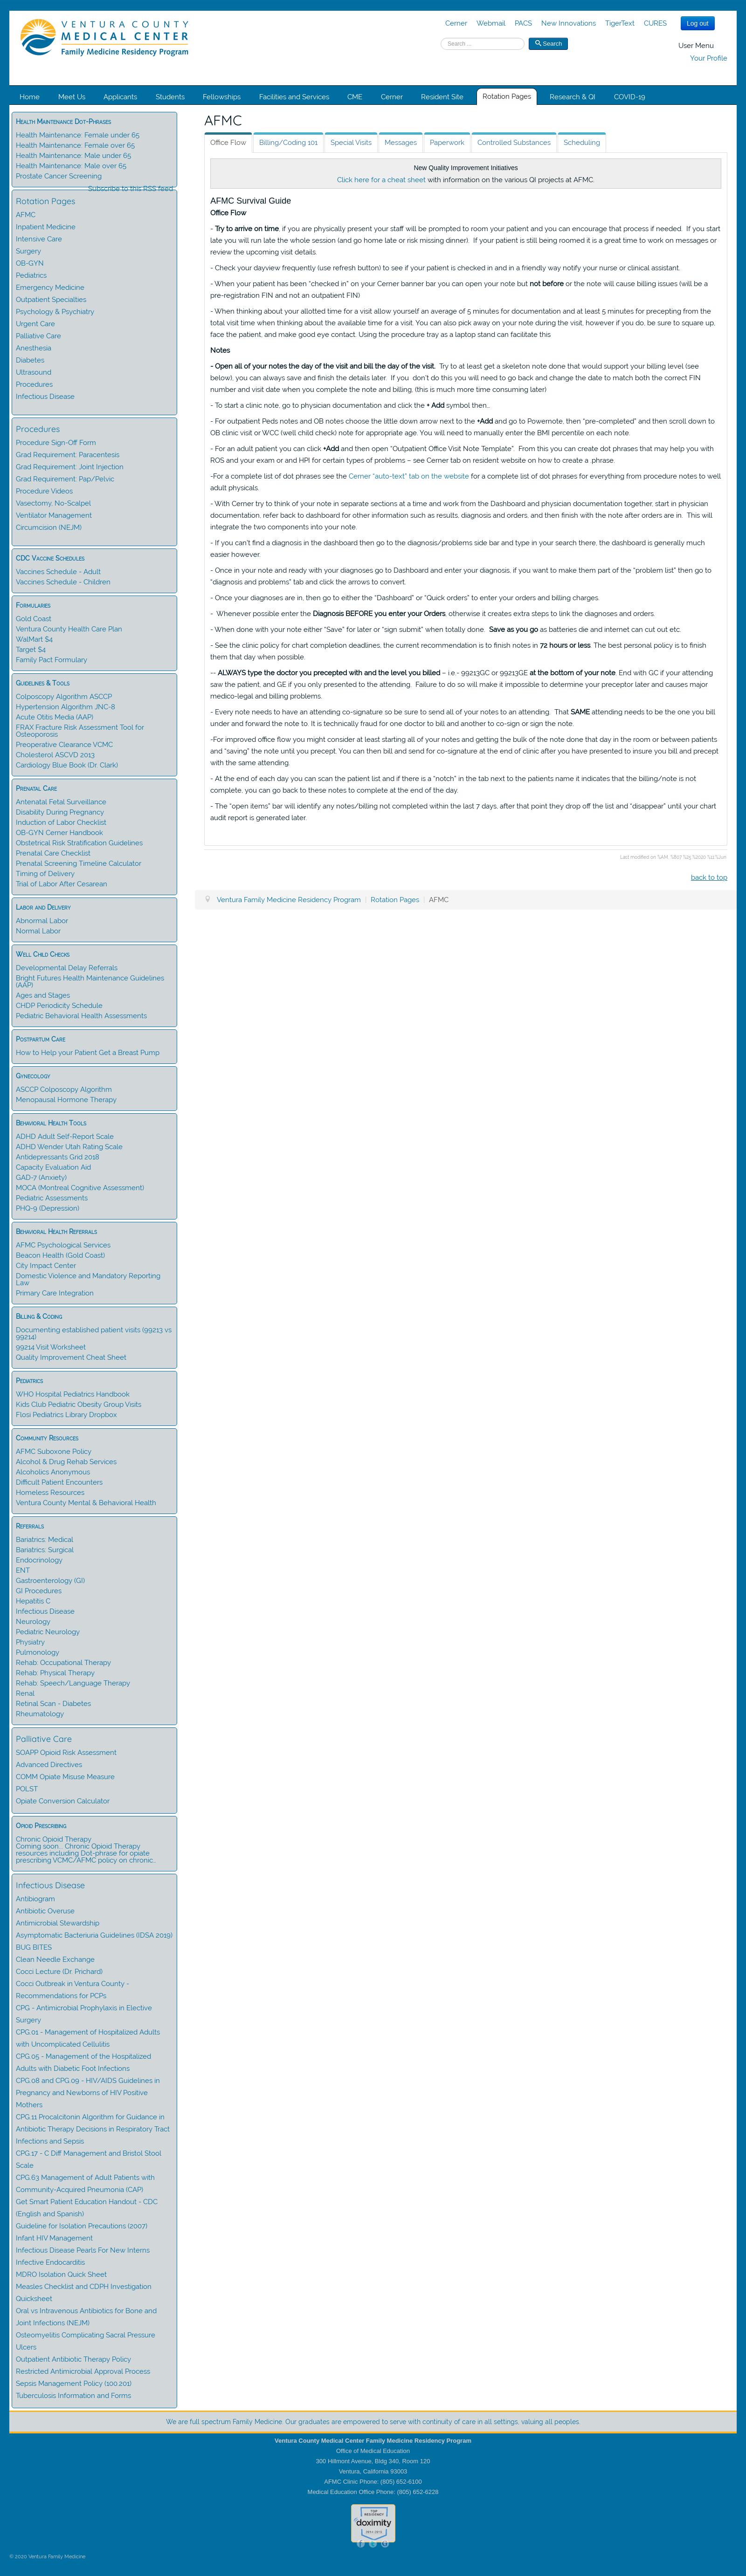 VENTURA COUNTY
MEDICAL CENTER
Family Medicine Residency Program
Cerner Webmail PACS New Innovations TigerText CURES
Log out
Search ...
Search
User Menu
Your Profile
Home Meet Us Applicants Students Fellowships Facilities and Services CME Cerner Resident Site Rotation Pages Research & QI COVID-19
Health Maintenance Dot-Phrases
Health Maintenance: Female under 65
Health Maintenance: Female over 65
Health Maintenance: Male under 65
Health Maintenance: Male over 65
Prostate Cancer Screening
Subscribe to this RSS feed
Rotation Pages
AFMC
Inpatient Medicine
Intensive Care
Surgery
OB-GYN
Pediatrics
Emergency Medicine
Outpatient Specialties
Psychology & Psychiatry
Urgent Care
Palliative Care
Anesthesia
Diabetes
Ultrasound
Procedures
Infectious Disease
Procedures
Procedure Sign-Off Form
Grad Requirement: Paracentesis
Grad Requirement: Joint Injection
Grad Requirement: Pap/Pelvic
Procedure Videos
Vasectomy, No-Scalpel
Ventilator Management
Circumcision (NEJM)
CDC Vaccine Schedules
Vaccines Schedule - Adult
Vaccines Schedule - Children
Formularies
Gold Coast
Ventura County Health Care Plan
WalMart $4
Target $4
Family Pact Formulary
Guidelines & Tools
Colposcopy Algorithm ASCCP
Hypertension Algorithm JNC-8
Acute Otitis Media (AAP)
FRAX Fracture Risk Assessment Tool for
Osteoporosis
Preoperative Clearance VCMC
Cholesterol ASCVD 2013
Cardiology Blue Book (Dr. Clark)
Prenatal Care
Antenatal Fetal Surveillance
Disability During Pregnancy
Induction of Labor Checklist
OB-GYN Cerner Handbook
Obstetrical Risk Stratification Guidelines
Prenatal Care Checklist
Prenatal Screening Timeline Calculator
Timing of Delivery
Trial of Labor After Cesarean
Labor and Delivery
Abnormal Labor
Normal Labor
Well Child Checks
Developmental Delay Referrals
Bright Futures Health Maintenance Guidelines
(AAP)
Ages and Stages
CHDP Periodicity Schedule
Pediatric Behavioral Health Assessments
Postpartum Care
How to Help your Patient Get a Breast Pump
Gynecology
ASCCP Colposcopy Algorithm
Menopausal Hormone Therapy
Behavioral Health Tools
ADHD Adult Self-Report Scale
ADHD Wender Utah Rating Scale
Antidepressants Grid 2018
Capacity Evaluation Aid
GAD-7 (Anxiety)
MOCA (Montreal Cognitive Assessment)
Pediatric Assessments
PHQ-9 (Depression)
Behavioral Health Referrals
AFMC Psychological Services
Beacon Health (Gold Coast)
City Impact Center
Domestic Violence and Mandatory Reporting
Law
Primary Care Integration
Billing & Coding
Documenting established patient visits (99213 vs
99214)
99214 Visit Worksheet
Quality Improvement Cheat Sheet
Pediatrics
WHO Hospital Pediatrics Handbook
Kids Club Pediatric Obesity Group Visits
Flosi Pediatrics Library Dropbox
Community Resources
AFMC Suboxone Policy
Alcohol & Drug Rehab Services
Alcoholics Anonymous
Difficult Patient Encounters
Homeless Resources
Ventura County Mental & Behavioral Health
Referrals
Bariatrics: Medical
Bariatrics: Surgical
Endocrinology
ENT
Gastroenterology (GI)
GI Procedures
Hepatitis C
Infectious Disease
Neurology
Pediatric Neurology
Physiatry
Pulmonology
Rehab: Occupational Therapy
Rehab: Physical Therapy
Rehab: Speech/Language Therapy
Renal
Retinal Scan - Diabetes
Rheumatology
Palliative Care
SOAPP Opioid Risk Assessment
Advanced Directives
COMM Opiate Misuse Measure
POLST
Opiate Conversion Calculator
Opioid Prescribing
Chronic Opioid Therapy
Coming soon... Chronic Opioid Therapy
resources including Dot-phrase for opiate
prescribing VCMC/AFMC policy on chronic…
Infectious Disease
Antibiogram
Antibiotic Overuse
Antimicrobial Stewardship
Asymptomatic Bacteriuria Guidelines (IDSA 2019)
BUG BITES
Clean Needle Exchange
Cocci Lecture (Dr. Prichard)
Cocci Outbreak in Ventura County -
Recommendations for PCPs
CPG - Antimicrobial Prophylaxis in Elective
Surgery
CPG.01 - Management of Hospitalized Adults
with Uncomplicated Cellulitis
CPG.05 - Management of the Hospitalized
Adults with Diabetic Foot Infections
CPG.08 and CPG.09 - HIV/AIDS Guidelines in
Pregnancy and Newborns of HIV Positive
Mothers
CPG.11 Procalcitonin Algorithm for Guidance in
Antibiotic Therapy Decisions in Respiratory Tract
Infections and Sepsis
CPG.17 - C Diff Management and Bristol Stool
Scale
CPG.63 Management of Adult Patients with
Community-Acquired Pneumonia (CAP)
Get Smart Patient Education Handout - CDC
(English and Spanish)
Guideline for Isolation Precautions (2007)
Infant HIV Management
Infectious Disease Pearls For New Interns
Infective Endocarditis
MDRO Isolation Quick Sheet
Measles Checklist and CDPH Investigation
Quicksheet
Oral vs Intravenous Antibiotics for Bone and
Joint Infections (NEJM)
Osteomyelitis Complicating Sacral Pressure
Ulcers
Outpatient Antibiotic Therapy Policy
Restricted Antimicrobial Approval Process
Sepsis Management Policy (100.201)
Tuberculosis Information and Forms
AFMC
Office Flow Billing/Coding 101 Special Visits Messages Paperwork Controlled Substances Scheduling
New Quality Improvement Initiatives
Click here for a cheat sheet with information on the various QI projects at AFMC.
AFMC Survival Guide
Office Flow
- Try to arrive on time, if you are physically present your staff will be prompted to room your patient and you can encourage that process if needed. If you start
late you will run late the whole session (and go home late or risk missing dinner). If your patient is still being roomed it is a great time to work on messages or
review the upcoming visit details.
- Check your dayview frequently (use refresh button) to see if your patient is checked in and in a friendly way notify your nurse or clinical assistant.
- When your patient has been "checked in" on your Cerner banner bar you can open your note but not before or the note will cause billing issues (will be a
pre-registration FIN and not an outpatient FIN)
- When thinking about your allotted time for a visit allow yourself an average of 5 minutes for documentation and at least 5 minutes for precepting from the
total visit time when thinking about the available time for a visit. You can also pick away on your note during the visit, however if you do, be sure to square up,
face the patient, and make good eye contact. Using the procedure tray as a laptop stand can facilitate this
Notes
- Open all of your notes the day of the visit and bill the day of the visit. Try to at least get a skeleton note done that would support your billing level (see
below), you can always save and finish the details later. If you don't do this you will need to go back and change the date to match both the correct FIN
number and visit date when you complete the note and billing, (this is much more time consuming later)
- To start a clinic note, go to physician documentation and click the + Add symbol then…
- For outpatient Peds notes and OB notes choose the little down arrow next to the +Add and go to Powernote, then "pre-completed" and then scroll down to
OB clinic visit or WCC (well child check) note for appropriate age. You will need to manually enter the BMI percentile on each note.
- For an adult patient you can click +Add and then open "Outpatient Office Visit Note Template". From this you can create dot phrases that may help you with
ROS and your exam or and HPI for certain types of problems – see Cerner tab on resident website on how to create a .phrase.
-For a complete list of dot phrases see the Cerner "auto-text" tab on the website for a complete list of dot phrases for everything from procedure notes to well
adult physicals.
- With Cerner try to think of your note in separate sections at a time and work from the Dashboard and physician documentation together, start in physician
documentation, refer back to dashboard for other information such as results, diagnosis and orders, and then finish with the note after orders are in. This will
integrate the two components into your note.
- If you can't find a diagnosis in the dashboard then go to the diagnoses/problems side bar and type in your search there, the dashboard is generally much
easier however.
- Once in your note and ready with your diagnoses go to Dashboard and enter your diagnosis, if you want to make them part of the "problem list" then go to
"diagnosis and problems" tab and click the arrows to convert.
- Once your diagnoses are in, then go to either the "Dashboard" or "Quick orders" to enter your orders and billing charges.
- Whenever possible enter the Diagnosis BEFORE you enter your Orders, otherwise it creates extra steps to link the diagnoses and orders.
- When done with your note either "Save" for later or "sign submit" when totally done. Save as you go as batteries die and internet can cut out etc.
- See the clinic policy for chart completion deadlines, the current recommendation is to finish notes in 72 hours or less. The best personal policy is to finish
them that day when possible.
-- ALWAYS type the doctor you precepted with and the level you billed – i.e.- 99213GC or 99213GE at the bottom of your note. End with GC if your attending
saw the patient, and GE if you only presented to the attending. Failure to do so will make it impossible for your preceptor later and causes major
medico-legal and billing problems.
- Every note needs to have an attending co-signature so be sure to send all of your notes to an attending. That SAME attending must be the one you sign
under and forward the note to. It is technically fraud for one doctor to bill and another to co-sign or sign the note.
-For improved office flow you might consider at least starting all of your notes and getting the bulk of the note done that day in the room or between patients
and "saving" the note until you precept. You can then bill and send for co-signature at the end of clinic after you have presented to insure you bill and precept
with the same attending.
- At the end of each day you can scan the patient list and if there is a "notch" in the tab next to the patients name it indicates that the billing/note is not
complete, you can go back to these notes to complete at the end of the day.
- The "open items" bar will identify any notes/billing not completed within the last 7 days, after that point they drop off the list and "disappear" until your chart
audit report is generated later.
back to top
Ventura Family Medicine Residency Program | Rotation Pages | AFMC
We are full spectrum Family Medicine. Our graduates are empowered to serve with continuity of care in all settings, valuing all peoples.
Ventura County Medical Center Family Medicine Residency Program
Office of Medical Education
300 Hillmont Avenue, Bldg 340, Room 120
Ventura, California 93003
AFMC Clinic Phone: (805) 652-6100
Medical Education Office Phone: (805) 652-6228
TOP
RESIDENCY
doximity
© 2020 Ventura Family Medicine